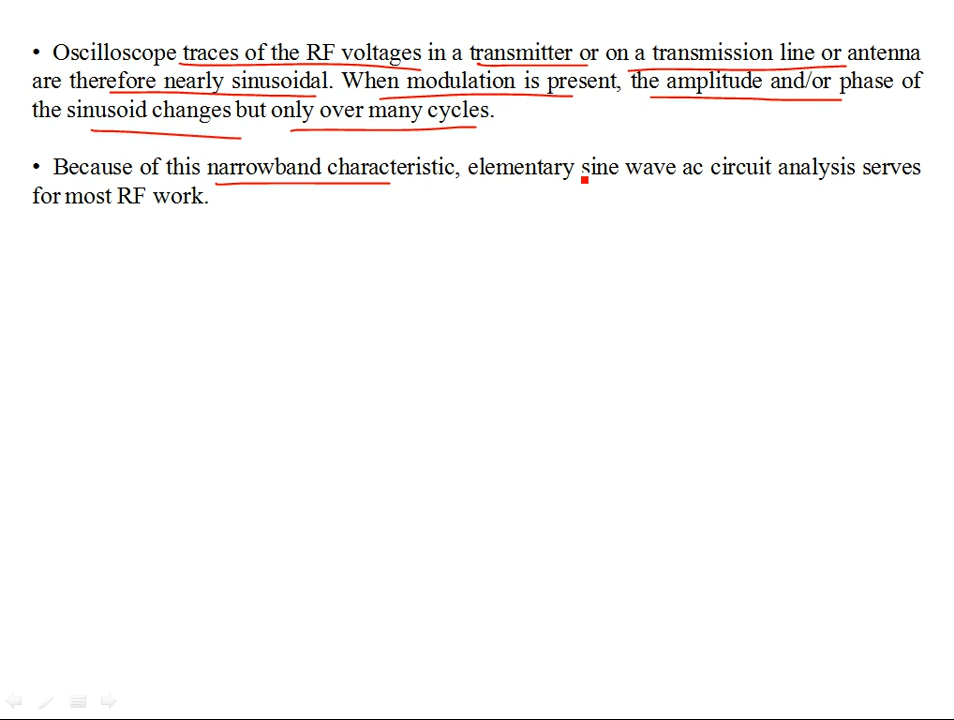 • Oscilloscope traces of the RF voltages in a transmitter or on a transmission line or antenna
are therefore nearly sinusoidal. When modulation is present, the amplitude and/or phase of
the sinusoid changes but only over many cycles.
• Because of this narrowband characteristic, elementary sine wave ac circuit analysis serves
for most RF work.